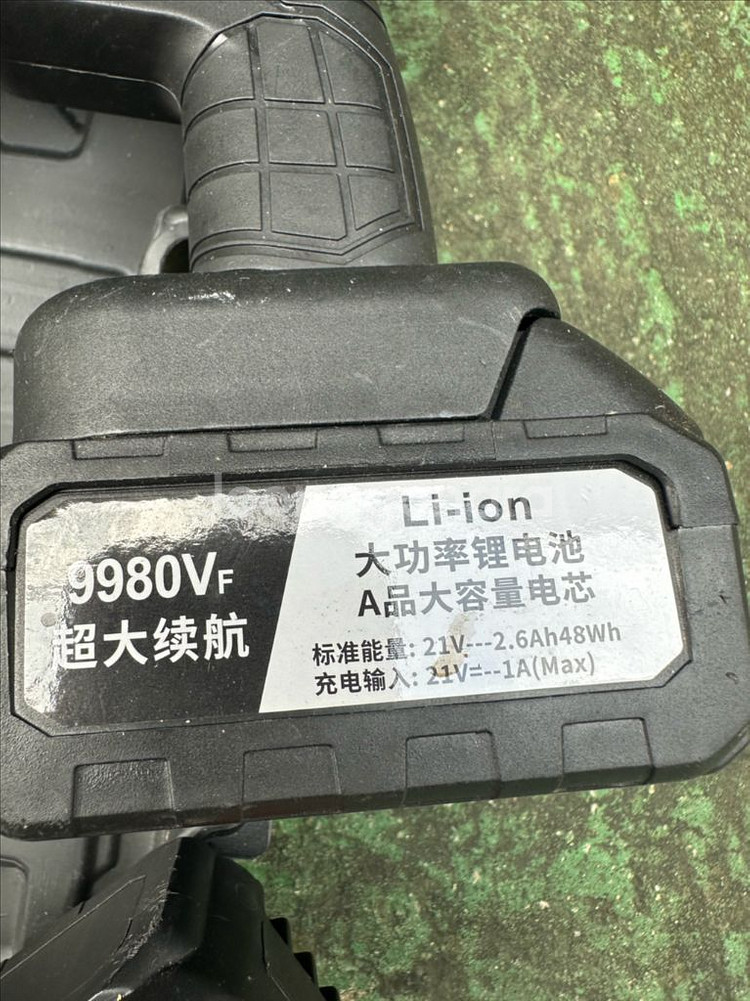 9980VF
超大续航
Li-ion
大功率锂电池
A品大容量电芯
标准能量: 21V---2.6Ah48Wh
充电输入: 21V=--1A(Max)